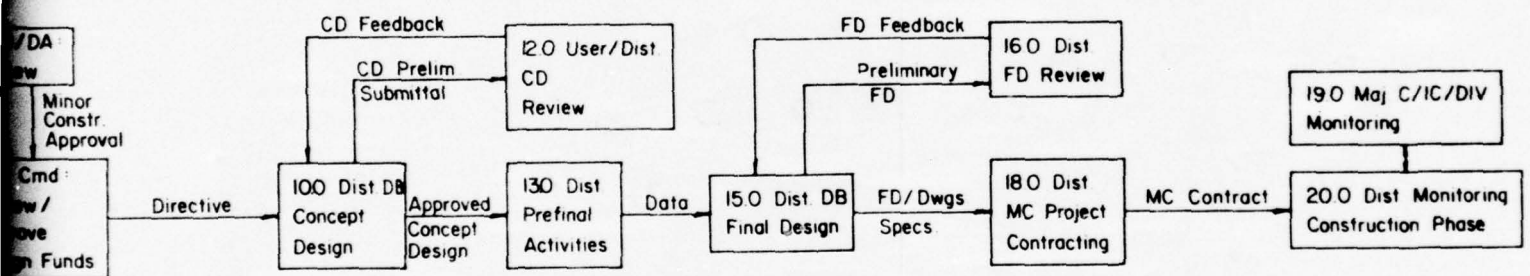 CD Feedback
FD Feedback
/DA
12.0 User/Dist.
CD
Review
16.0 Dist.
FD Review
CD Prelim
Submittal
Preliminary
FD
19.0 Maj C/IC/DIV
Monitoring
Minor
Constr.
Approval
Cmd
10.0 Dist DB
Concept
Design
13.0 Dist.
Prefinal
Activities
15.0 Dist. DB
Final Design
18.0 Dist
MC Project
Contracting
20.0 Dist Monitoring
Construction Phase
Directive
Approved
Concept
Design
Data
FD/Dwgs
Specs.
MC Contract
Funds